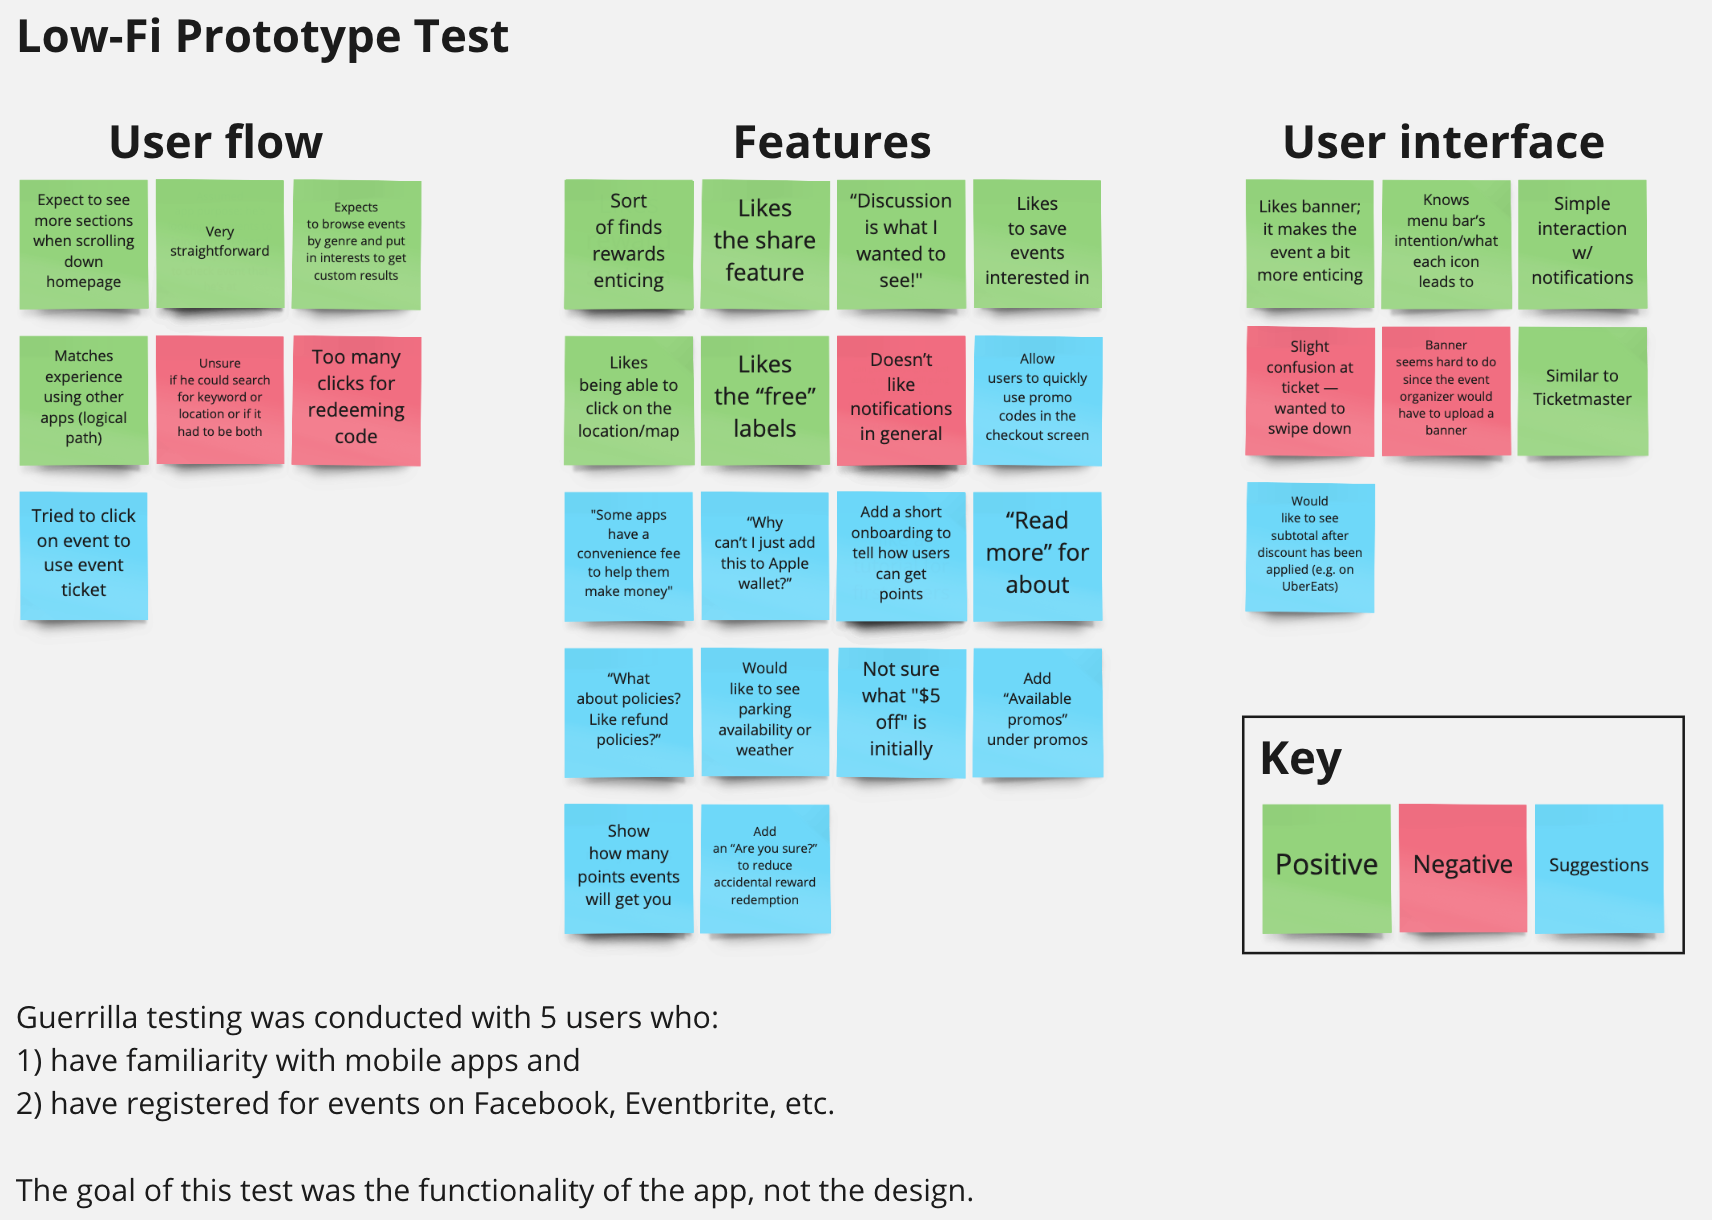 Low-Fi Prototype Test
User flow
Expect to see
more sections
when scrolling
down
homepage
Very
straightforward
Expects
to browse events
by genre and put
in interests to get
custom results
Matches
experience
using other
apps (logical
path)
Unsure
if he could search
for keyword or
location or if it
had to be both
Too many
clicks for
redeeming
code
Tried to click
on event to
use event
ticket
Features
Sort
of finds
rewards
enticing
Likes
the share
feature
“Discussion
is what I
wanted to
see!"
Likes
to save
events
interested in
Likes
being able to
click on the
location/map
Likes
the “free”
labels
Doesn’t
like
notifications
in general
Allow
users to quickly
use promo
codes in the
checkout screen
"Some apps
have a
convenience fee
to help them
make money"
“Why
can’t I just add
this to Apple
wallet?”
Add a short
onboarding to
tell how users
can get
points
“Read
more” for
about
“What
about policies?
Like refund
policies?”
Would
like to see
parking
availability or
weather
Not sure
what "$5
off" is
initially
Add
“Available
promos”
under promos
Show
how many
points events
will get you
Add
an “Are you sure?”
to reduce
accidental reward
redemption
User interface
Likes banner;
it makes the
event a bit
more enticing
Knows
menu bar’s
intention/what
each icon
leads to
Simple
interaction
w/
notifications
Slight
confusion at
ticket —
wanted to
swipe down
Banner
seems hard to do
since the event
organizer would
have to upload a
banner
Similar to
Ticketmaster
Would
like to see
subtotal after
discount has been
applied (e.g. on
UberEats)
Key
Positive
Negative
Suggestions
Guerrilla testing was conducted with 5 users who:
1) have familiarity with mobile apps and
2) have registered for events on Facebook, Eventbrite, etc.
The goal of this test was the functionality of the app, not the design.